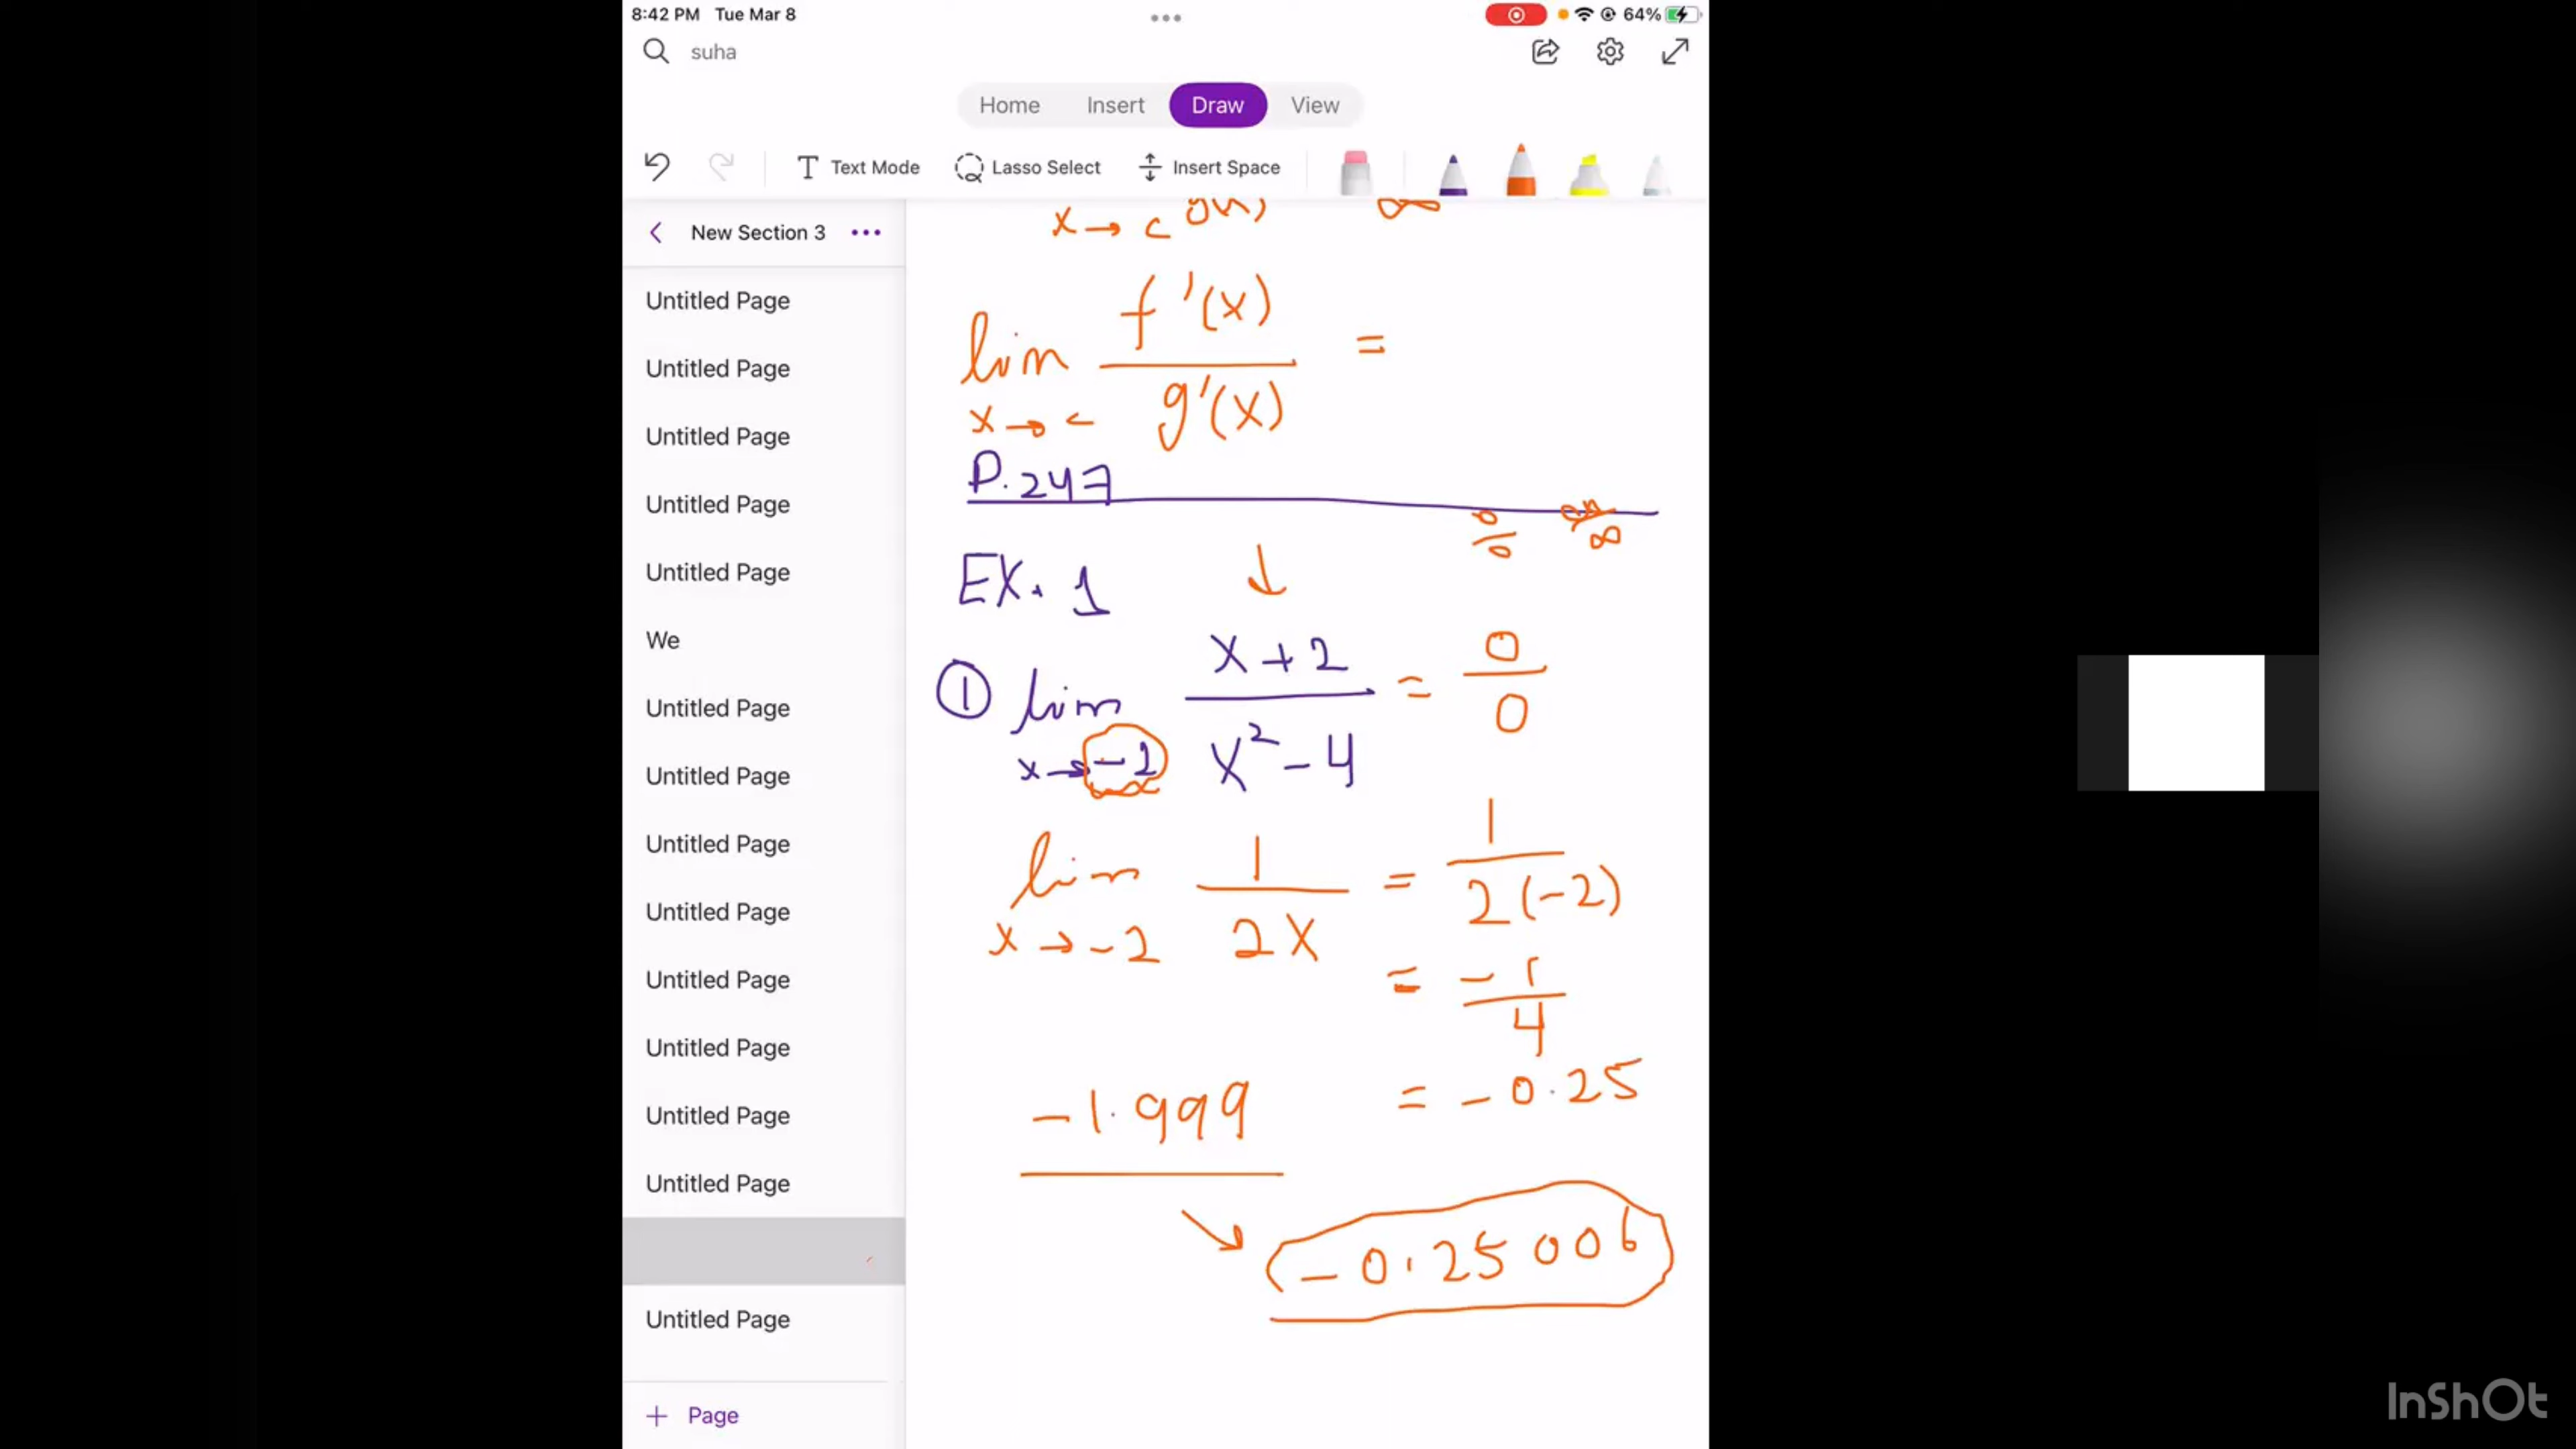 8:42 PM Tue Mar 8
64%
suha
Home Insert Draw View
Text Mode Lasso Select Insert Space
New Section 3
Untitled Page
Untitled Page
Untitled Page
Untitled Page
Untitled Page
We
Untitled Page
Untitled Page
Untitled Page
Untitled Page
Untitled Page
Untitled Page
Untitled Page
Untitled Page
Untitled Page
+ Page
x → c
∞
lim f'(x) =
x → c g'(x)
P. 247
0/0 ∞/∞
EX. 1 ↓
① lim x + 2 = 0
x → -2 x² - 4 0
lim 1 = 1
x → -2 2x 2(-2)
= -1
4
-1.999 = -0.25
-0.25006
InShOt